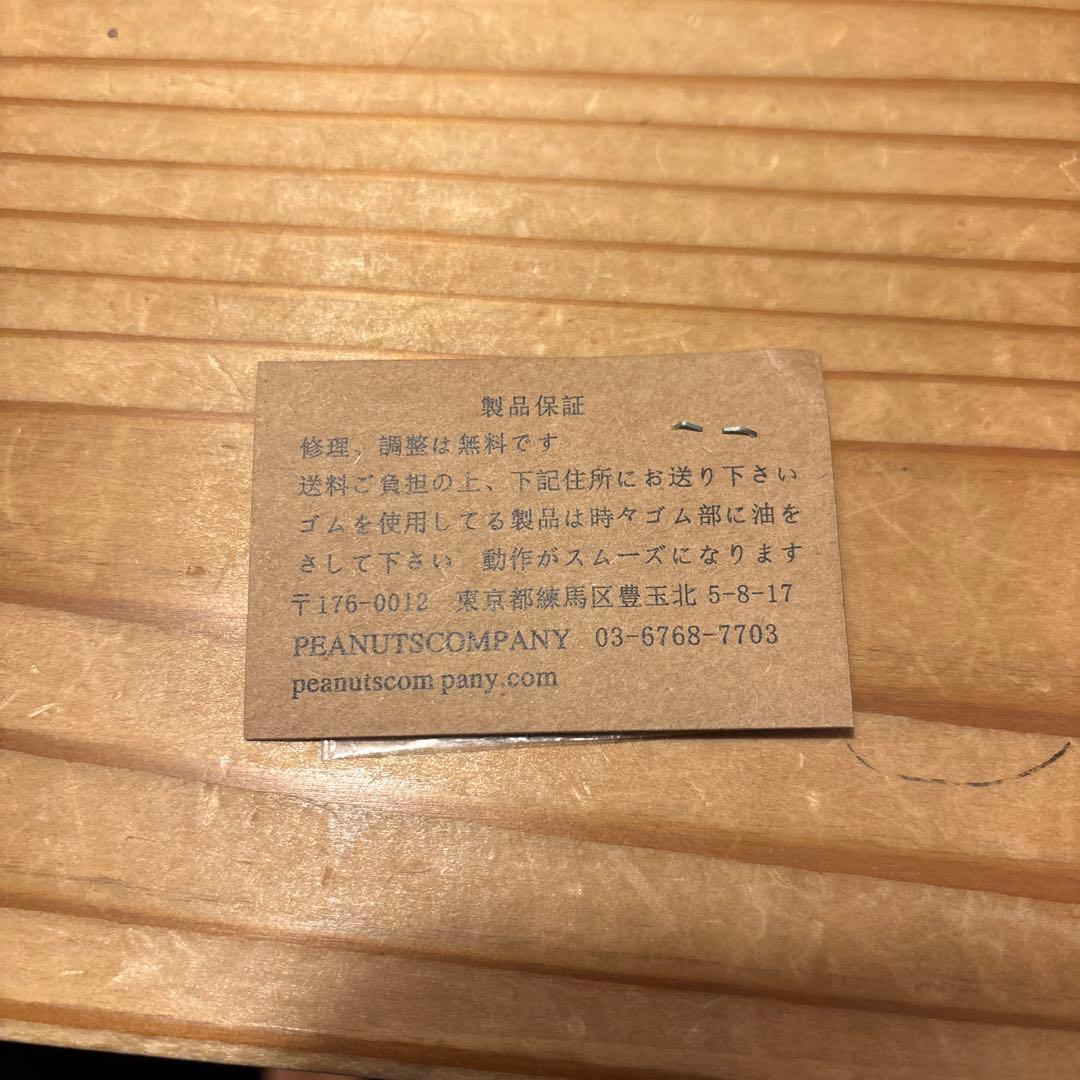 製品保証
修理、調整は無料です
送料ご負担の上、下記住所にお送り下さい
ゴムを使用してる製品は時々ゴム部に油を
さして下さい　動作がスムーズになります
〒176-0012　東京都練馬区豊玉北 5-8-17
PEANUTSCOMPANY　03-6768-7703
peanutscompany.com